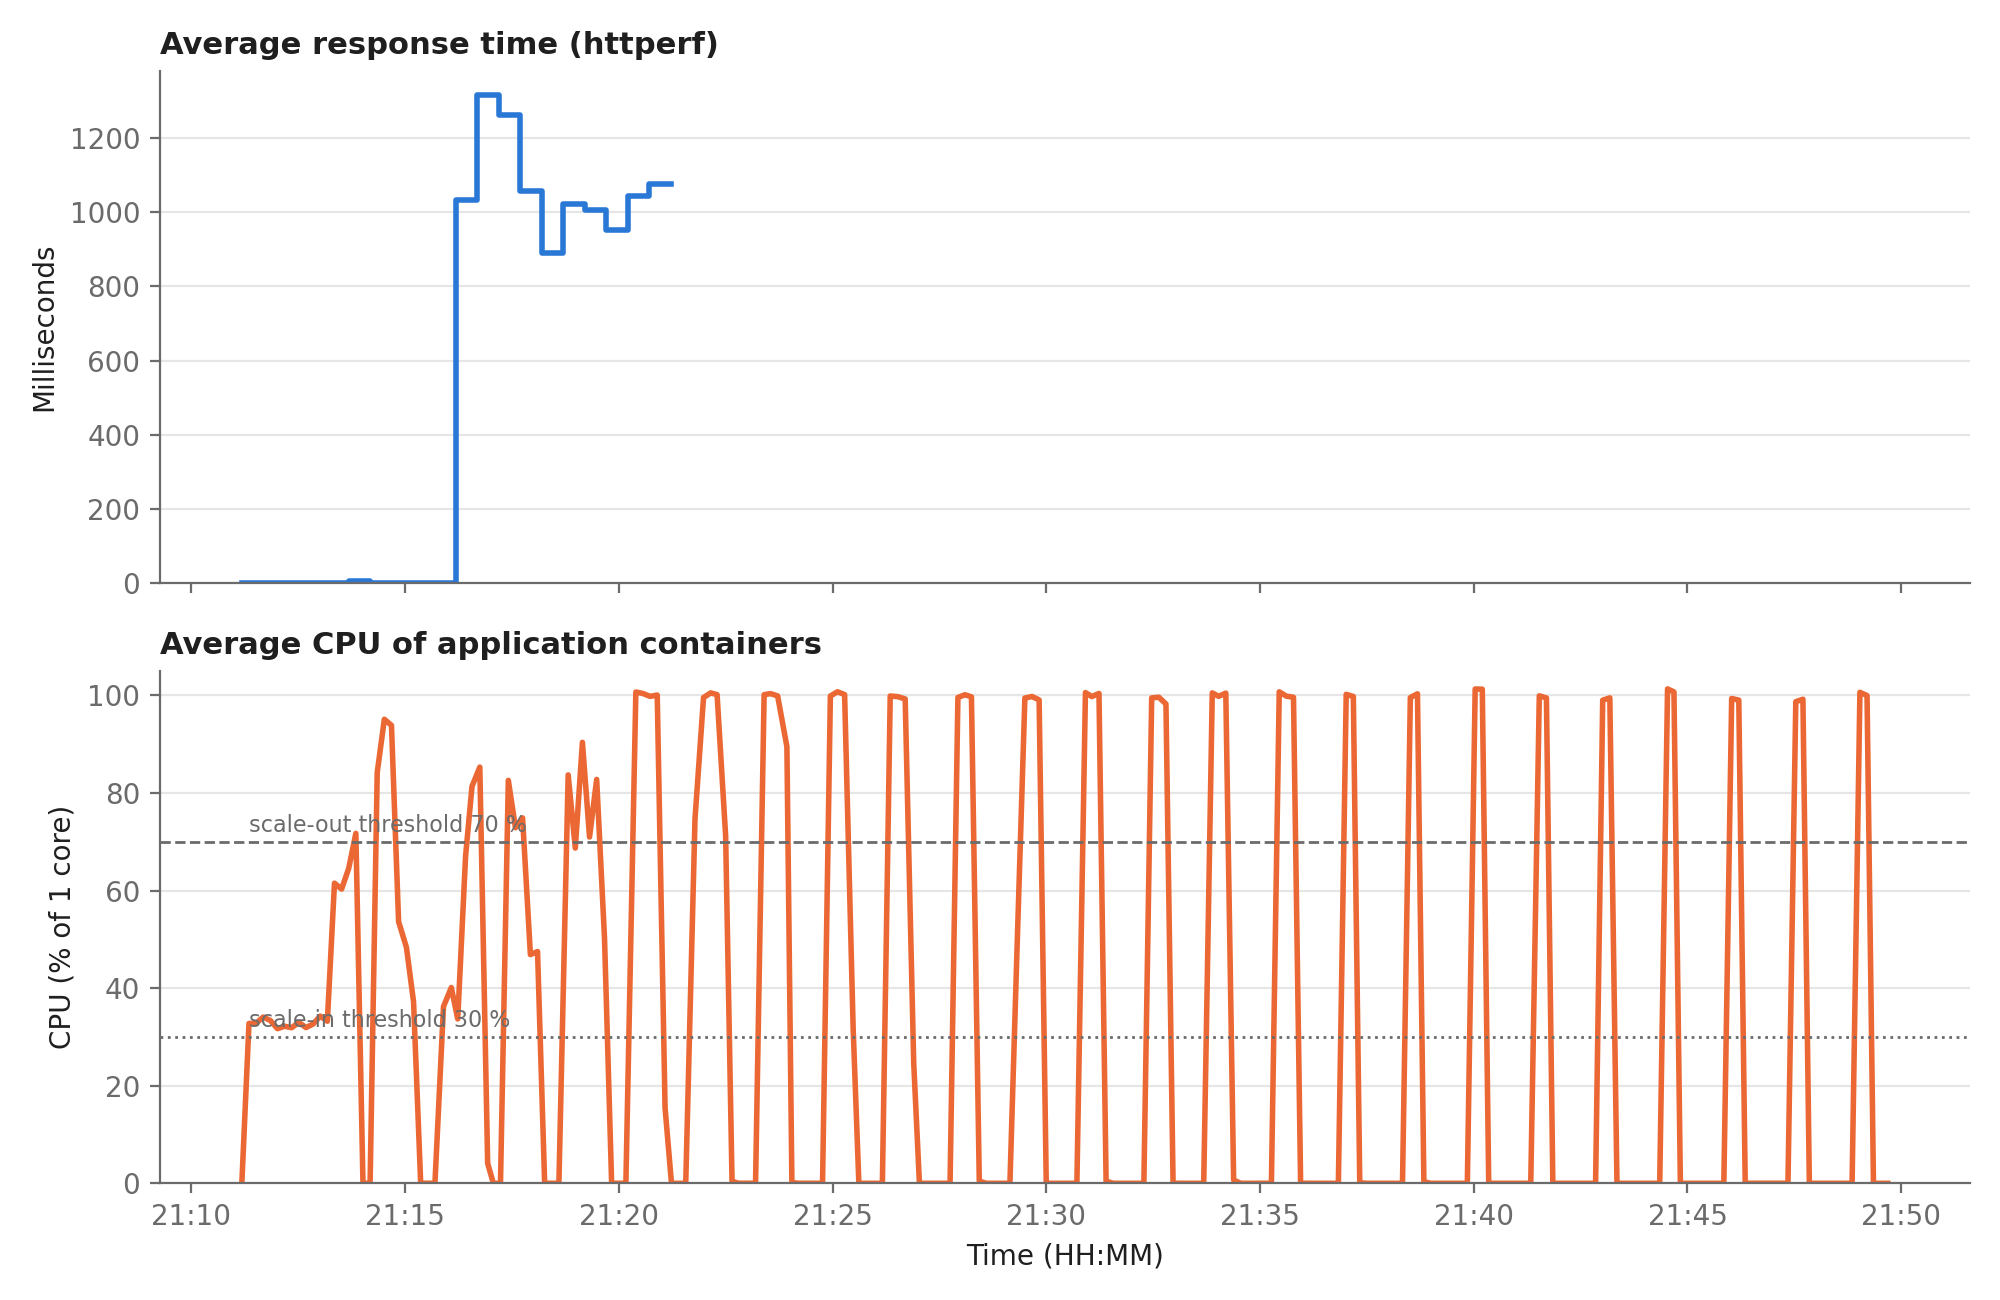 Average response time (httperf)
Milliseconds
1200
1000
800
600
400
200
0
Average CPU of application containers
CPU (% of 1 core)
100
80
60
40
20
0
scale-out threshold 70 %
scale-in threshold 30 %
21:10 21:15 21:20 21:25 21:30 21:35 21:40 21:45 21:50
Time (HH:MM)